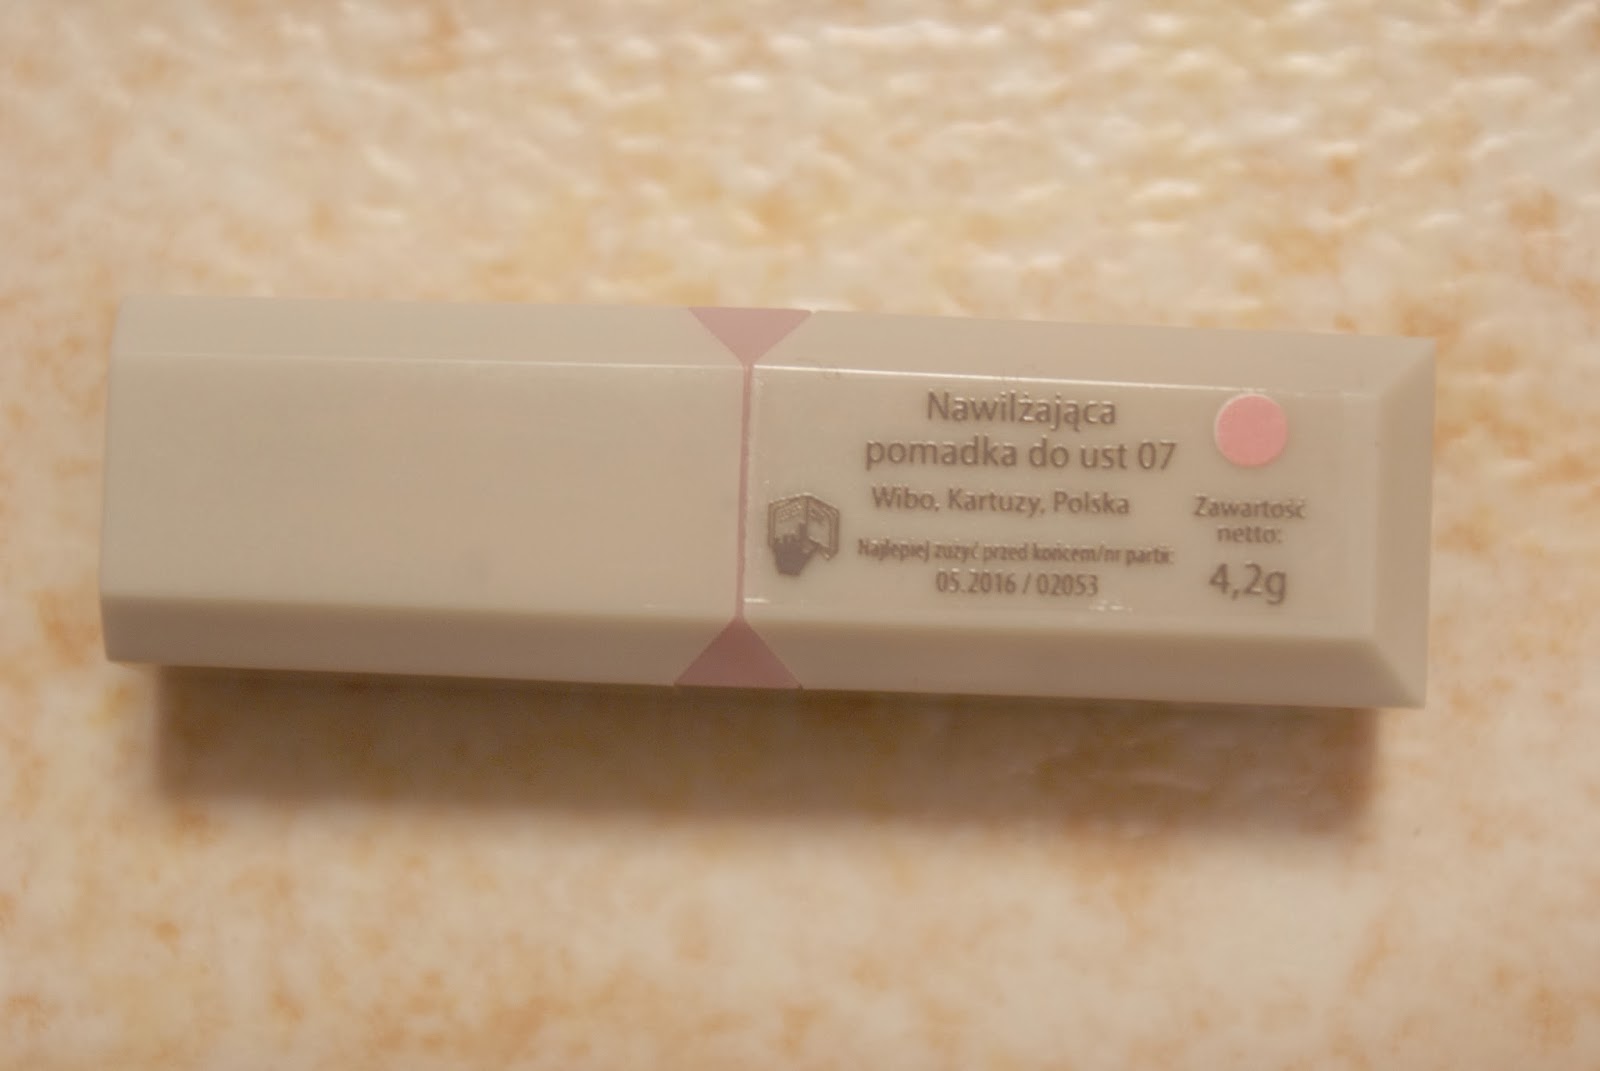 Nawilżająca
pomadka do ust 07
Wibo, Kartuzy, Polska
Najlepiej zużyć przed końcem/nr partii:
05.2016 / 02053
Zawartość
netto:
4,2g